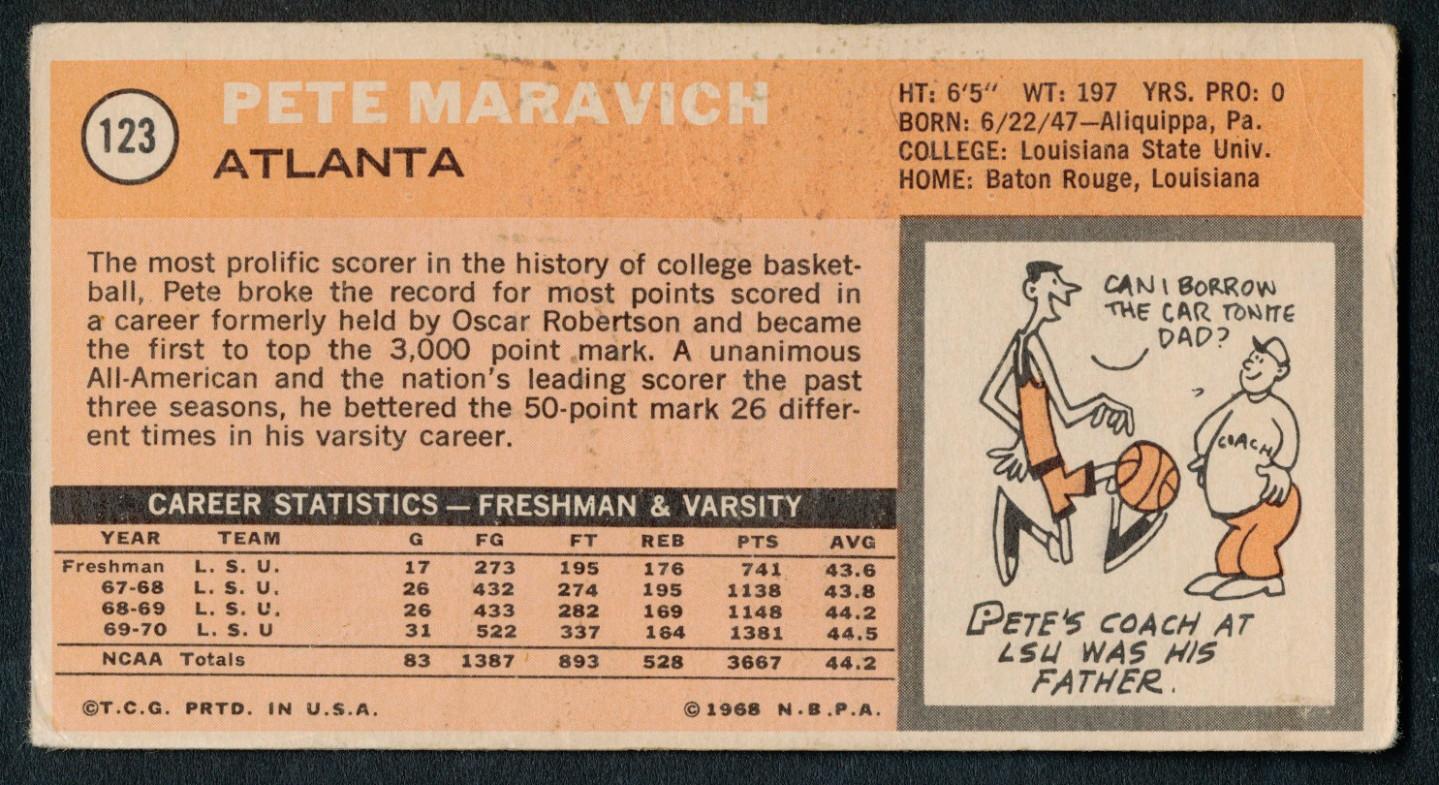 123
PETE MARAVICH
ATLANTA
HT: 6'5" WT: 197 YRS. PRO: 0
BORN: 6/22/47—Aliquippa, Pa.
COLLEGE: Louisiana State Univ.
HOME: Baton Rouge, Louisiana
The most prolific scorer in the history of college basket-
ball, Pete broke the record for most points scored in
a career formerly held by Oscar Robertson and became
the first to top the 3,000 point mark. A unanimous
All-American and the nation's leading scorer the past
three seasons, he bettered the 50-point mark 26 differ-
ent times in his varsity career.
CAREER STATISTICS — FRESHMAN & VARSITY
YEAR TEAM G FG FT REB PTS AVG
Freshman L. S. U. 17 273 195 176 741 43.6
67-68 L. S. U. 26 432 274 195 1138 43.8
68-69 L. S. U. 26 433 282 169 1148 44.2
69-70 L. S. U 31 522 337 164 1381 44.5
NCAA Totals 83 1387 893 528 3667 44.2
©T.C.G. PRTD. IN U.S.A. ©1968 N.B.P.A.
CAN I BORROW
THE CAR TONITE
DAD?
COACH
PETE'S COACH AT
LSU WAS HIS
FATHER.